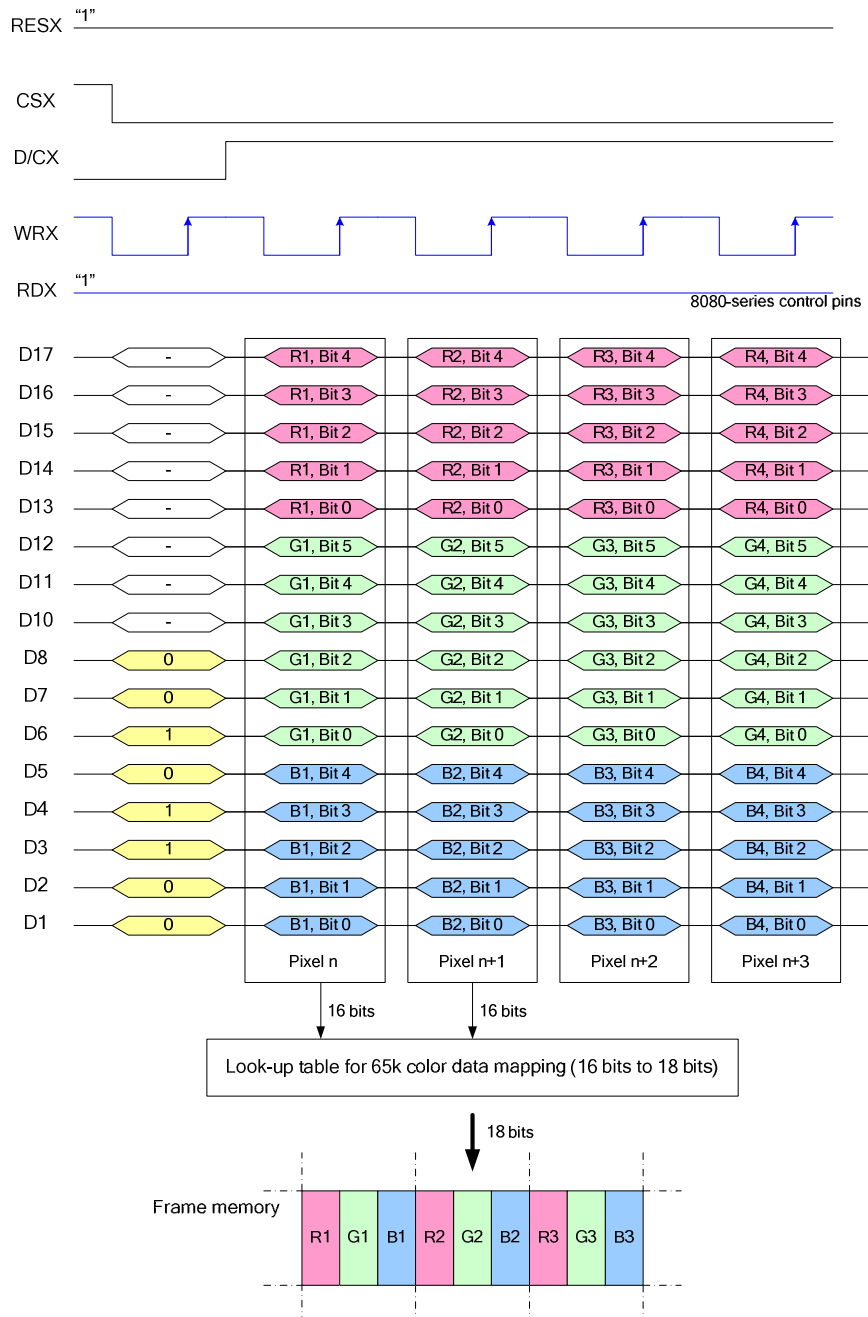 RESX “1”
CSX
D/CX
WRX
RDX “1”
8080-series control pins
D17 - R1, Bit 4 R2, Bit 4 R3, Bit 4 R4, Bit 4
D16 - R1, Bit 3 R2, Bit 3 R3, Bit 3 R4, Bit 3
D15 - R1, Bit 2 R2, Bit 2 R3, Bit 2 R4, Bit 2
D14 - R1, Bit 1 R2, Bit 1 R3, Bit 1 R4, Bit 1
D13 - R1, Bit 0 R2, Bit 0 R3, Bit 0 R4, Bit 0
D12 - G1, Bit 5 G2, Bit 5 G3, Bit 5 G4, Bit 5
D11 - G1, Bit 4 G2, Bit 4 G3, Bit 4 G4, Bit 4
D10 - G1, Bit 3 G2, Bit 3 G3, Bit 3 G4, Bit 3
D8 0 G1, Bit 2 G2, Bit 2 G3, Bit 2 G4, Bit 2
D7 0 G1, Bit 1 G2, Bit 1 G3, Bit 1 G4, Bit 1
D6 1 G1, Bit 0 G2, Bit 0 G3, Bit 0 G4, Bit 0
D5 0 B1, Bit 4 B2, Bit 4 B3, Bit 4 B4, Bit 4
D4 1 B1, Bit 3 B2, Bit 3 B3, Bit 3 B4, Bit 3
D3 1 B1, Bit 2 B2, Bit 2 B3, Bit 2 B4, Bit 2
D2 0 B1, Bit 1 B2, Bit 1 B3, Bit 1 B4, Bit 1
D1 0 B1, Bit 0 B2, Bit 0 B3, Bit 0 B4, Bit 0
Pixel n Pixel n+1 Pixel n+2 Pixel n+3
16 bits 16 bits
Look-up table for 65k color data mapping (16 bits to 18 bits)
18 bits
Frame memory
R1 G1 B1 R2 G2 B2 R3 G3 B3